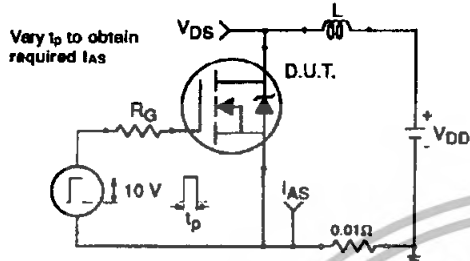 Vary tp to obtain
required IAS
VDS
L
D.U.T.
RG
+
VDD
-
10 V
tp
IAS
0.01Ω